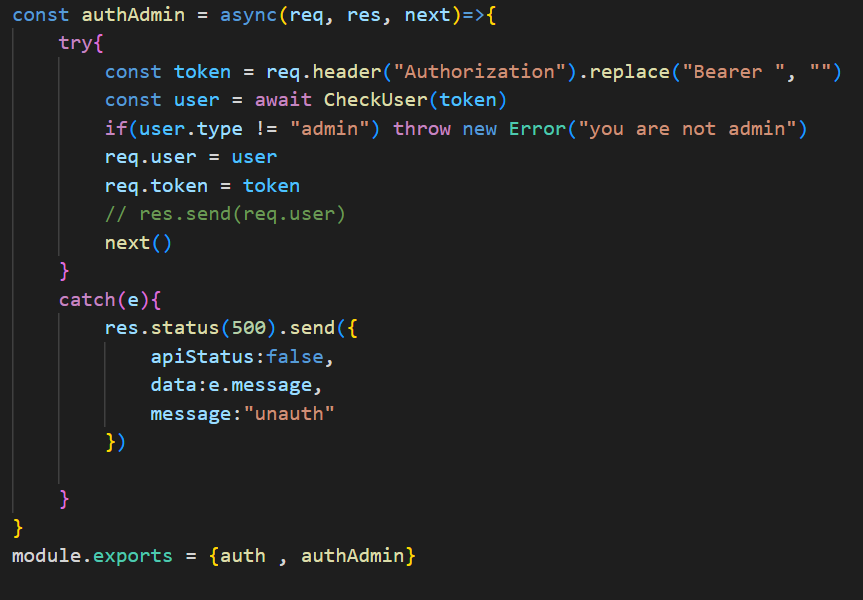 const authAdmin = async(req, res, next)=>{
    try{
        const token = req.header("Authorization").replace("Bearer ", "")
        const user = await CheckUser(token)
        if(user.type != "admin") throw new Error("you are not admin")
        req.user = user
        req.token = token
        // res.send(req.user)
        next()
    }
    catch(e){
        res.status(500).send({
            apiStatus:false,
            data:e.message,
            message:"unauth"
        })

    }
}
module.exports = {auth , authAdmin}